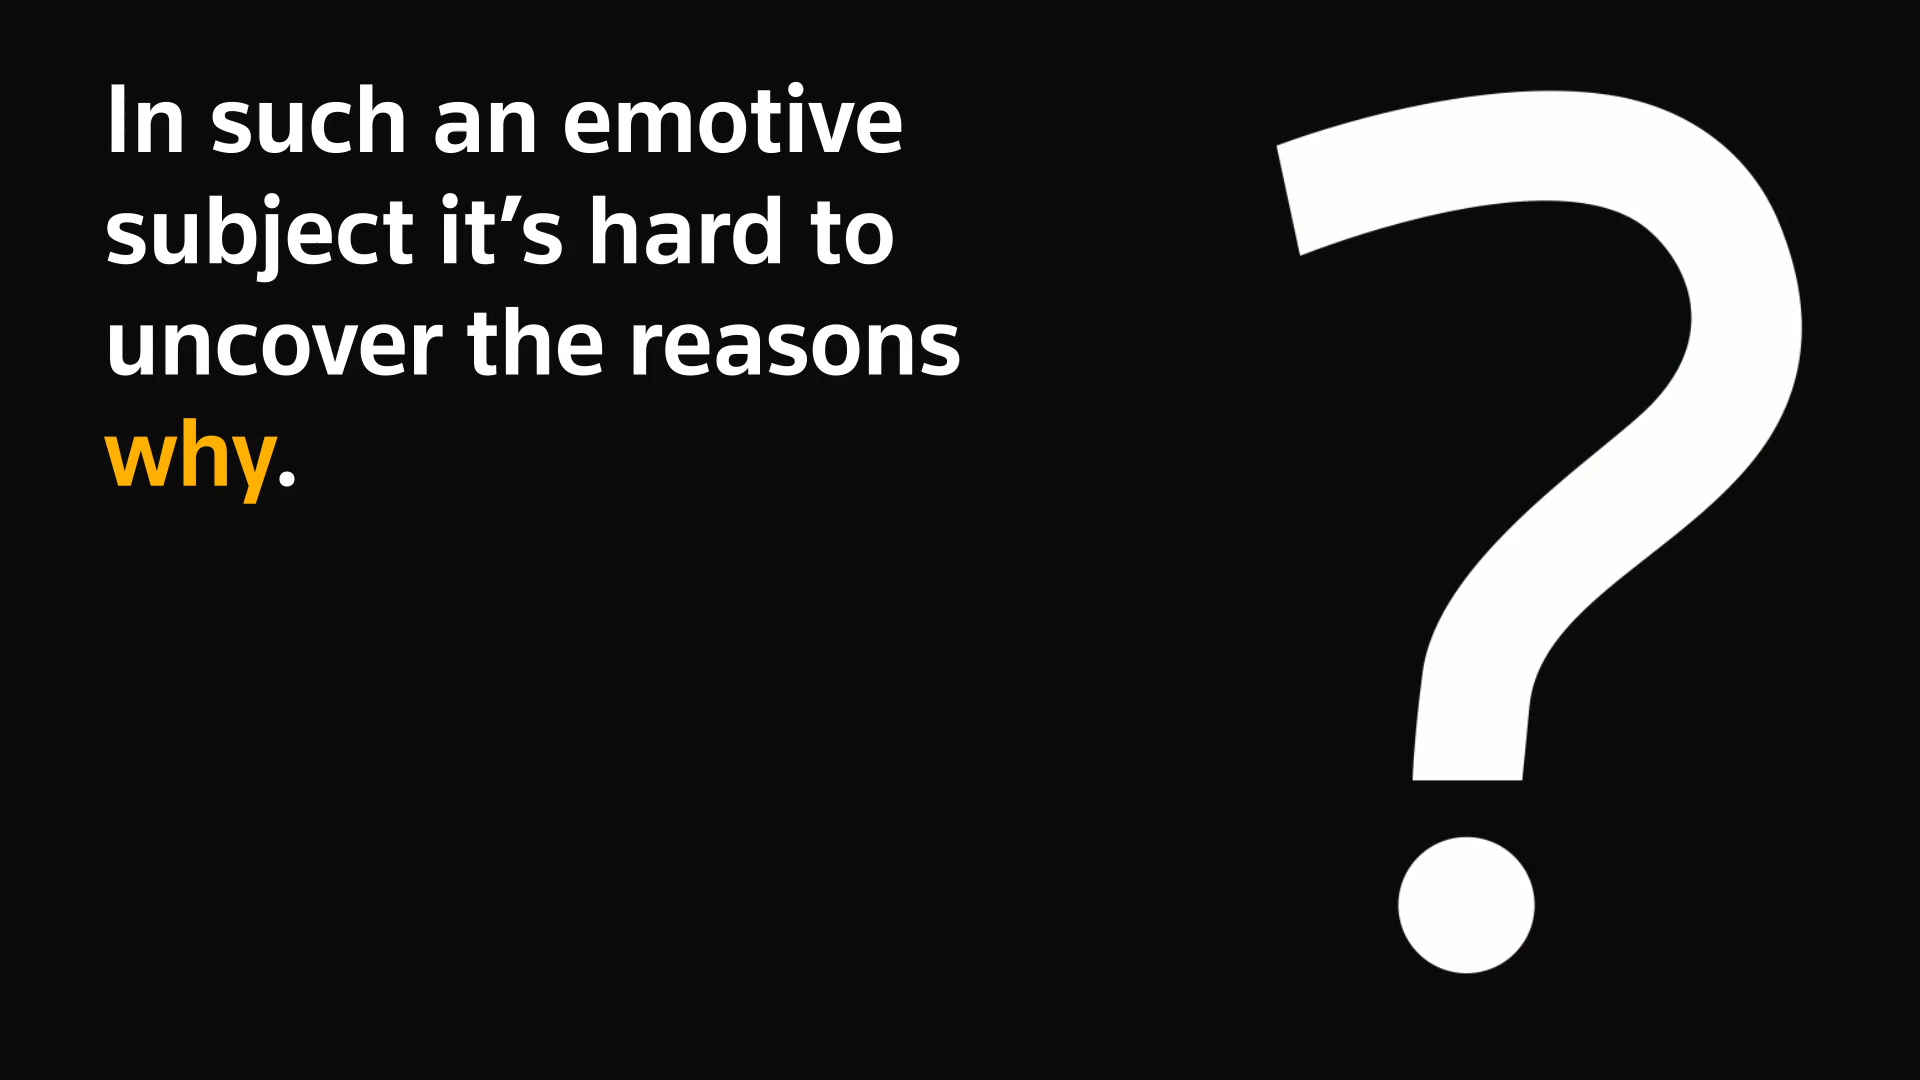 In such an emotive
subject it’s hard to
uncover the reasons
why.
?